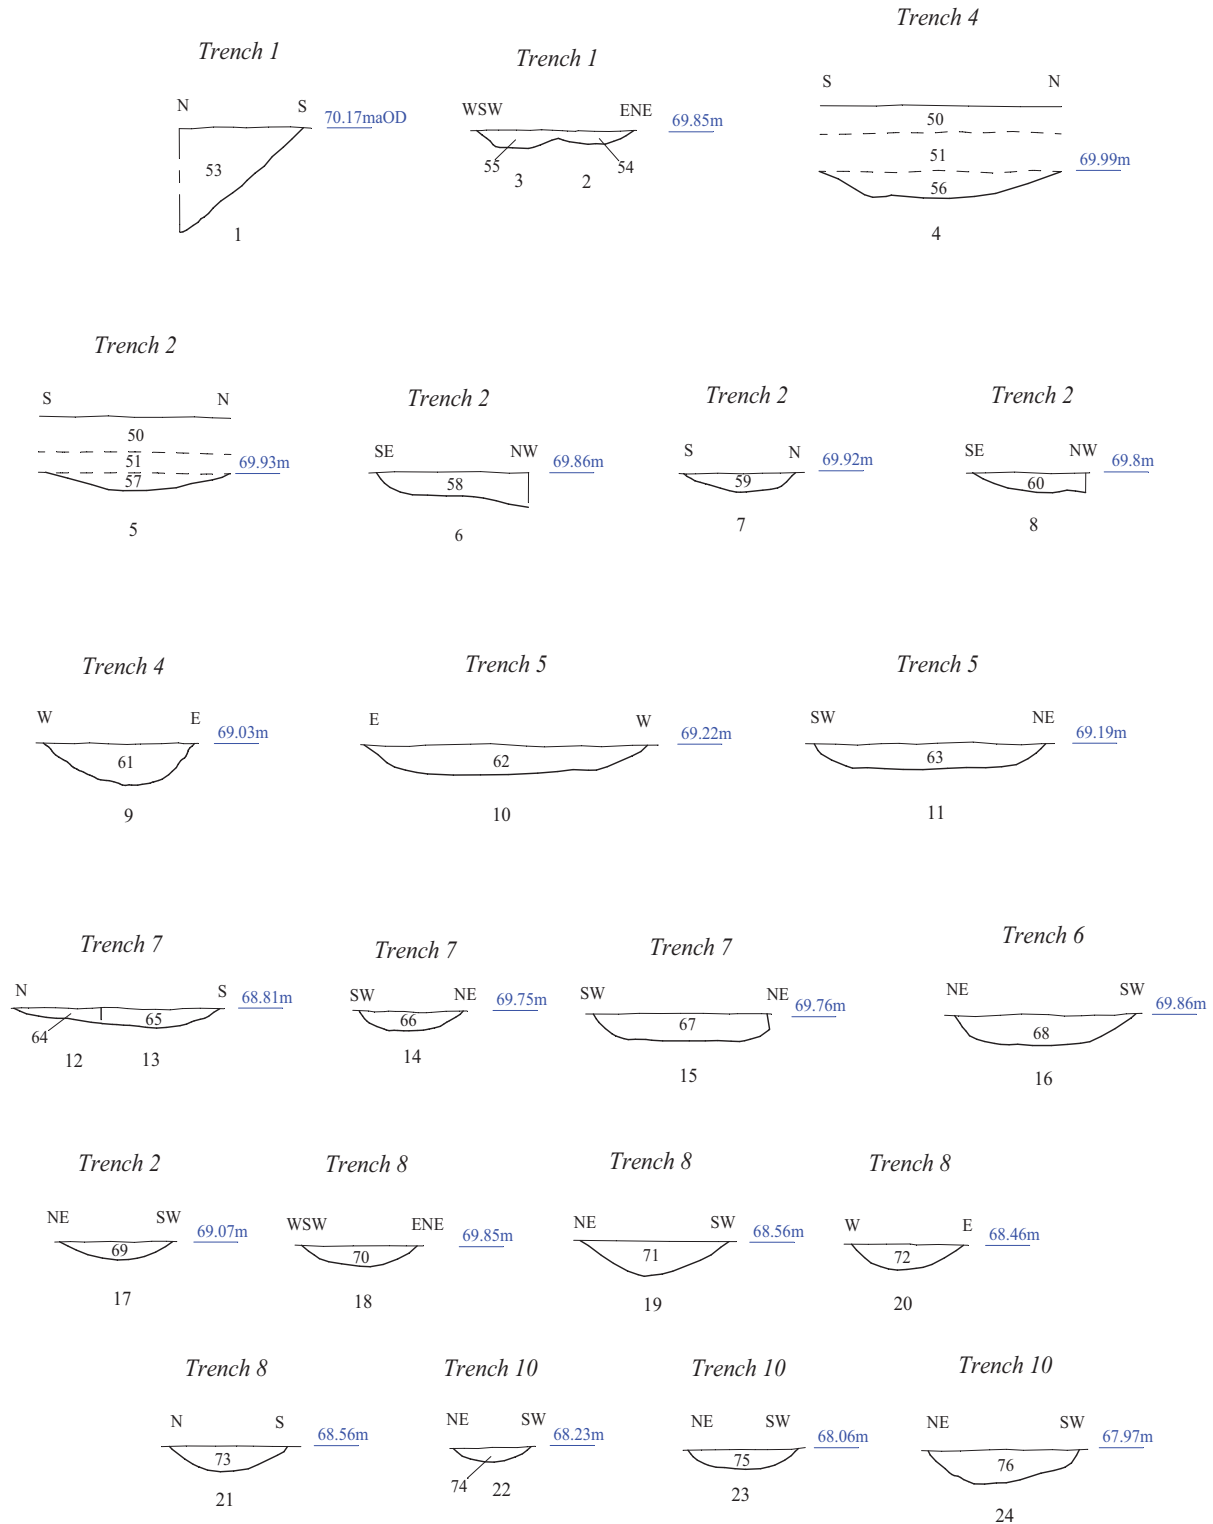 Trench 1
N S 70.17maOD
53
1
Trench 1
WSW ENE 69.85m
55 54
3 2
Trench 4
S N
50
51 69.99m
56
4
Trench 2
S N
50
51 69.93m
57
5
Trench 2
SE NW 69.86m
58
6
Trench 2
S N 69.92m
59
7
Trench 2
SE NW 69.8m
60
8
Trench 4
W E 69.03m
61
9
Trench 5
E W 69.22m
62
10
Trench 5
SW NE 69.19m
63
11
Trench 7
N S 68.81m
64 65
12 13
Trench 7
SW NE 69.75m
66
14
Trench 7
SW NE 69.76m
67
15
Trench 6
NE SW 69.86m
68
16
Trench 2
NE SW 69.07m
69
17
Trench 8
WSW ENE 69.85m
70
18
Trench 8
NE SW 68.56m
71
19
Trench 8
W E 68.46m
72
20
Trench 8
N S 68.56m
73
21
Trench 10
NE SW 68.23m
74 22
Trench 10
NE SW 68.06m
75
23
Trench 10
NE SW 67.97m
76
24